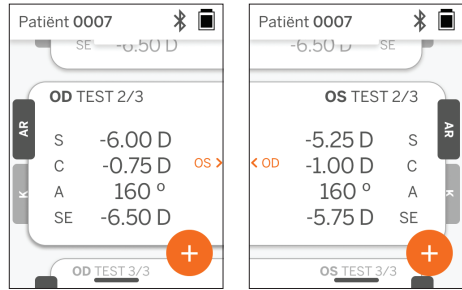 Patiënt 0007
SE -6.50 D
OD TEST 2/3
AR
K
S -6.00 D
C -0.75 D
A 160 º
SE -6.50 D
OS >
+
OD TEST 3/3
Patiënt 0007
-6.50 D SE
OS TEST 2/3
AR
K
-5.25 D S
-1.00 D C
160 º A
-5.75 D SE
< OD
+
OS TEST 3/3